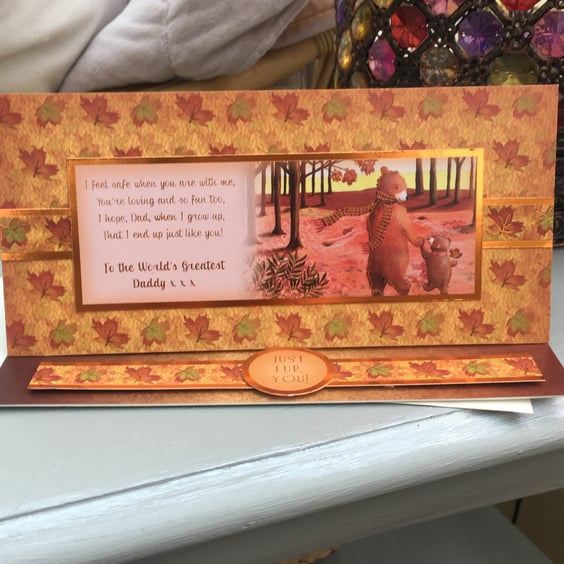 I feel safe when you are with me,
You're loving and so fun too,
I hope, Dad, when I grow up,
That I end up just like you!
To the World's Greatest
Daddy x x x
JUST
FUR
YOU!